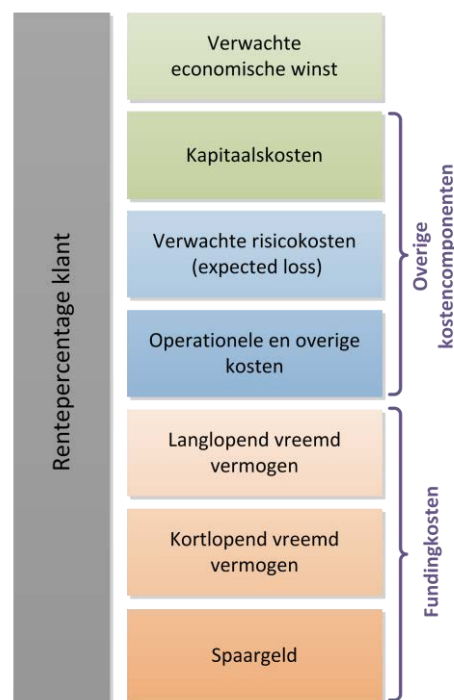 Rentepercentage klant
Verwachte
economische winst
Kapitaalskosten
Verwachte risicokosten
(expected loss)
Operationele en overige
kosten
Overige
kostencomponenten
Langlopend vreemd
vermogen
Kortlopend vreemd
vermogen
Spaargeld
Fundingkosten